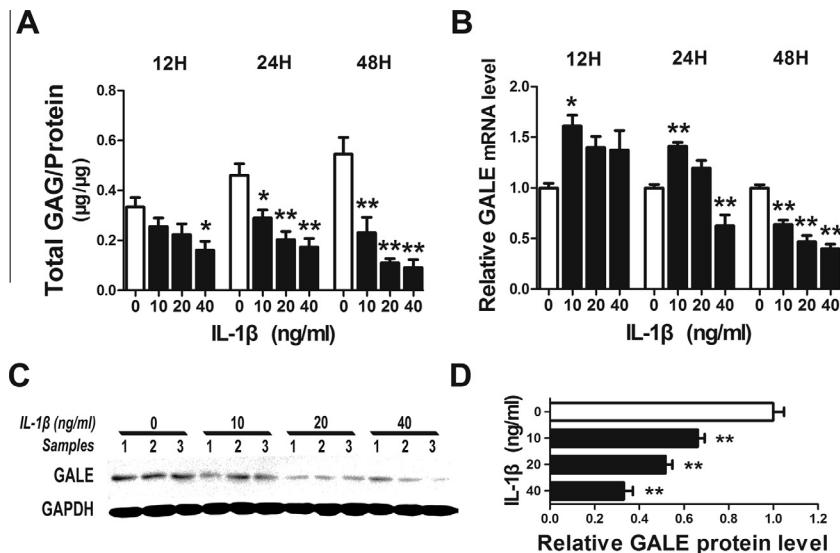 A
12H 24H 48H
Total GAG/Protein
(µg/µg)
0.8
0.6
0.4
0.2
0.0
* * ** ** ** ** **
0 10 20 40 0 10 20 40 0 10 20 40
IL-1β (ng/ml)
B
12H 24H 48H
Relative GALE mRNA level
2.0
1.5
1.0
0.5
0.0
* ** ** ** ** **
0 10 20 40 0 10 20 40 0 10 20 40
IL-1β (ng/ml)
C
IL-1β (ng/ml) 0 10 20 40
Samples 1 2 3 1 2 3 1 2 3 1 2 3
GALE
GAPDH
D
IL-1β (ng/ml)
0
10 **
20 **
40 **
0.0 0.2 0.4 0.6 0.8 1.0 1.2
Relative GALE protein level